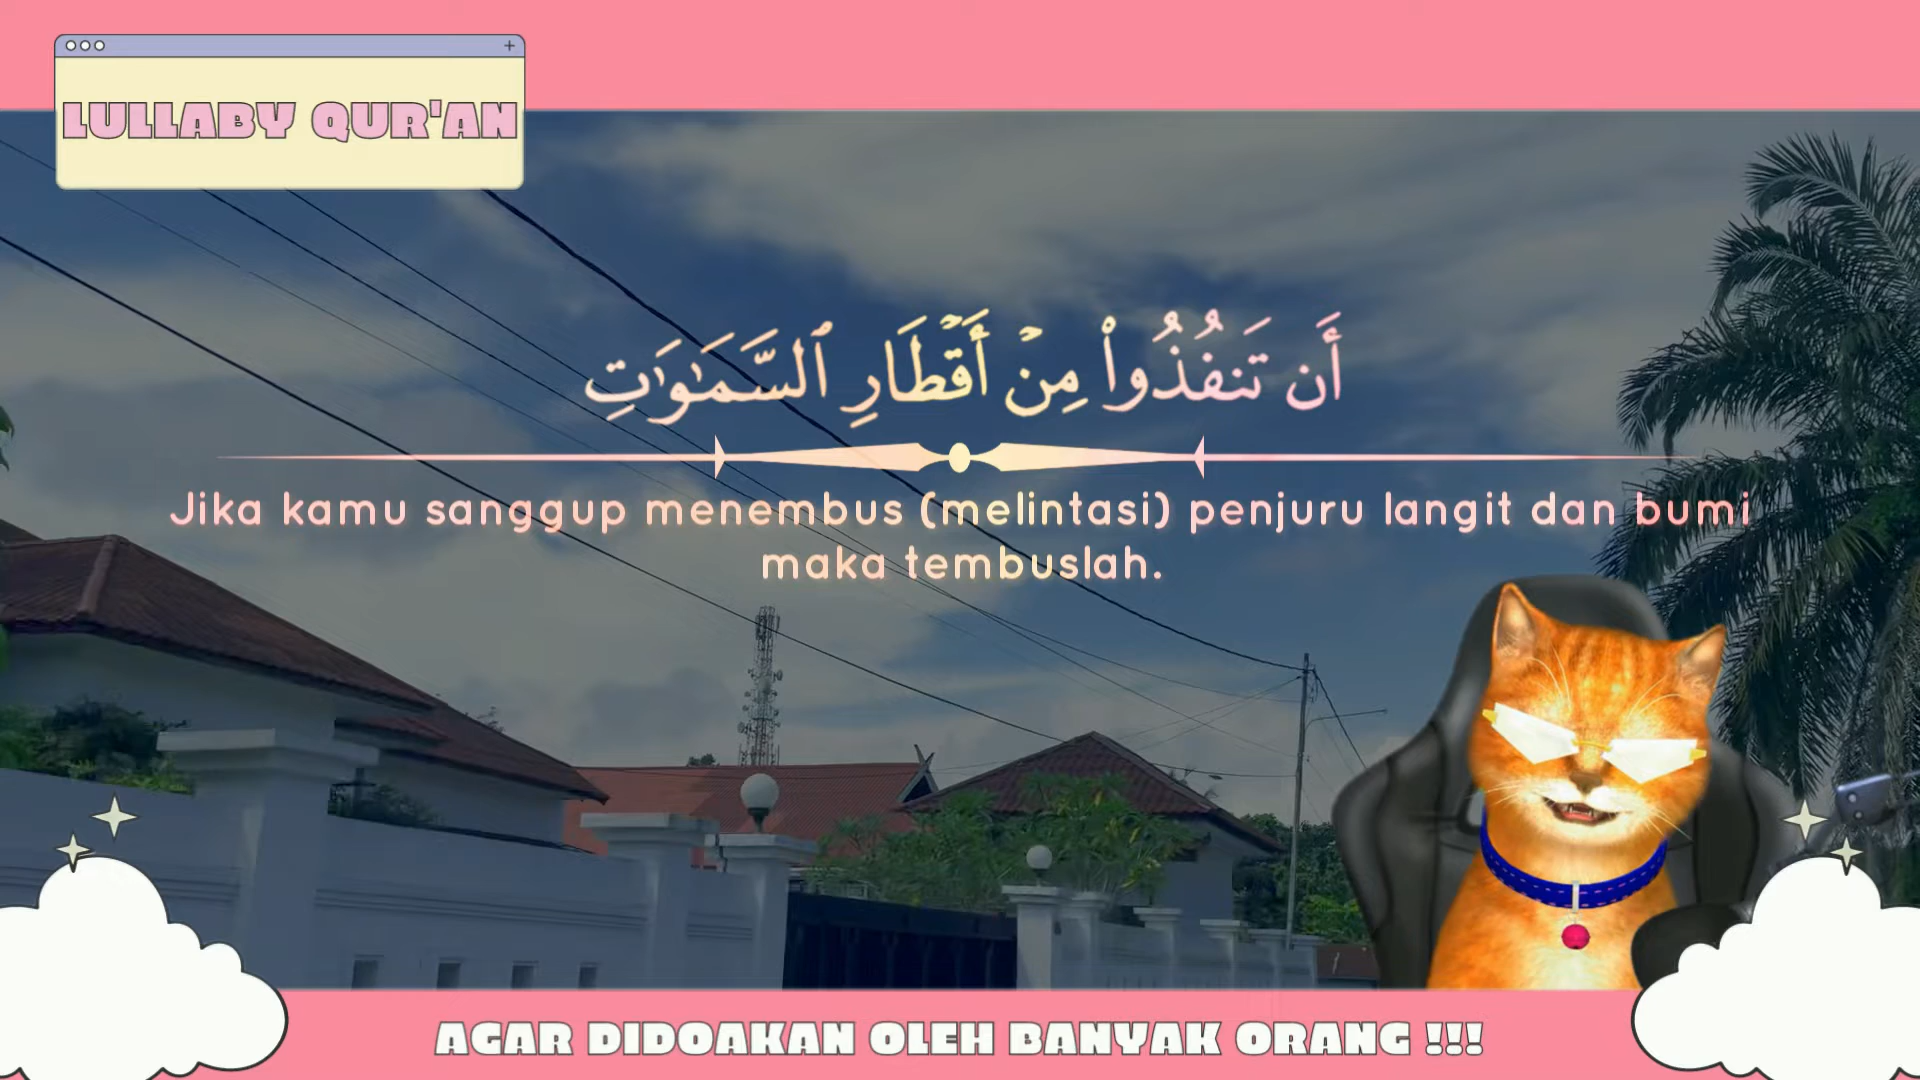 LULLABY QUR'AN
أَن تَنفُذُوا۟ مِنْ أَقْطَارِ ٱلسَّمَٰوَٰتِ
Jika kamu sanggup menembus (melintasi) penjuru langit dan bumi
maka tembuslah.
AGAR DIDOAKAN OLEH BANYAK ORANG !!!